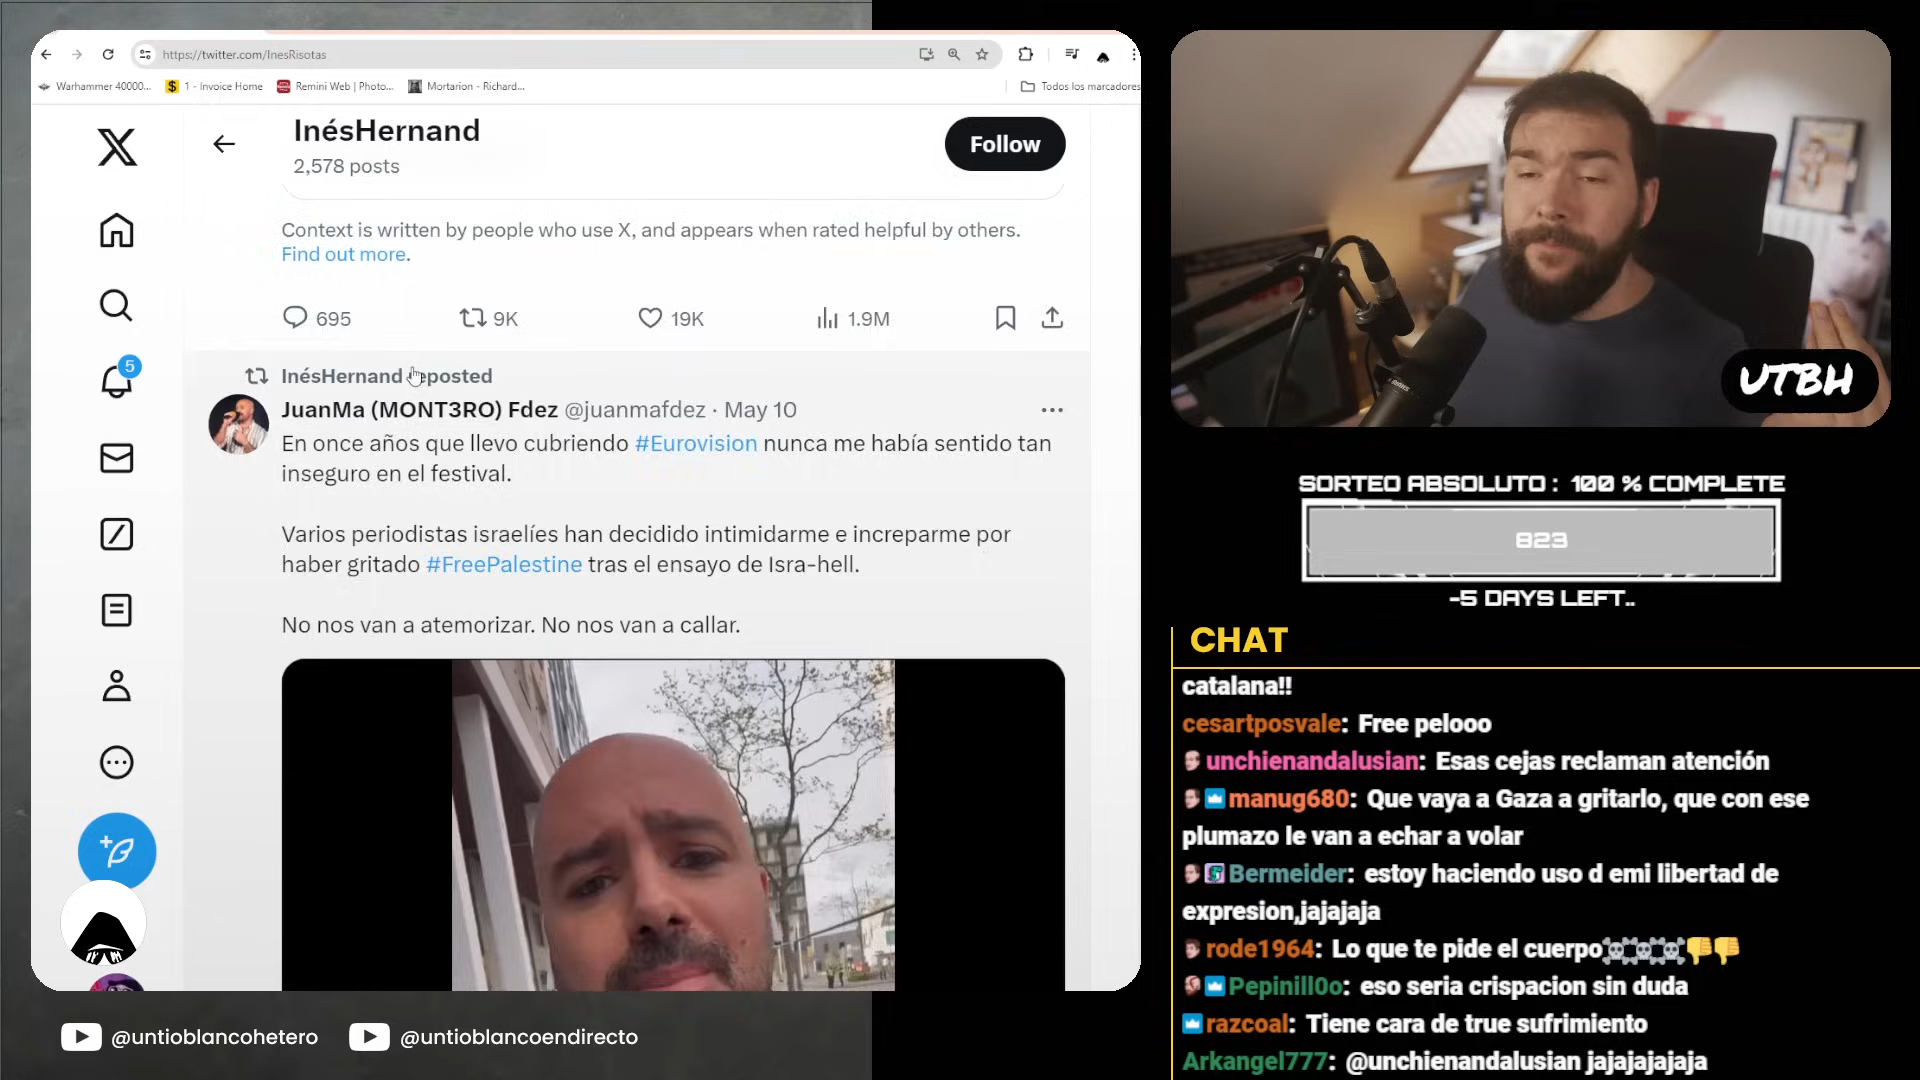 https://twitter.com/InesRisotas
Warhammer 40000...
1 - Invoice Home
Remini Web | Photo...
Mortarion - Richard...
Todos los marcadores
InésHernand
2,578 posts
Follow
Context is written by people who use X, and appears when rated helpful by others.
Find out more.
695
9K
19K
1.9M
5
InésHernand reposted
JuanMa (MONT3RO) Fdez @juanmafdez · May 10
En once años que llevo cubriendo #Eurovision nunca me había sentido tan
inseguro en el festival.
Varios periodistas israelíes han decidido intimidarme e increparme por
haber gritado #FreePalestine tras el ensayo de Isra-hell.
No nos van a atemorizar. No nos van a callar.
@untioblancohetero
@untioblancoendirecto
UTBH
SORTEO ABSOLUTO : 100 % COMPLETE
823
-5 DAYS LEFT..
CHAT
catalana!!
cesartposvale: Free pelooo
unchienandalusian: Esas cejas reclaman atención
manug680: Que vaya a Gaza a gritarlo, que con ese
plumazo le van a echar a volar
Bermeider: estoy haciendo uso d emi libertad de
expresion,jajajaja
rode1964: Lo que te pide el cuerpo☠️☠️☠️👎👎
Pepinill0o: eso seria crispacion sin duda
razcoal: Tiene cara de true sufrimiento
Arkangel777: @unchienandalusian jajajajajaja